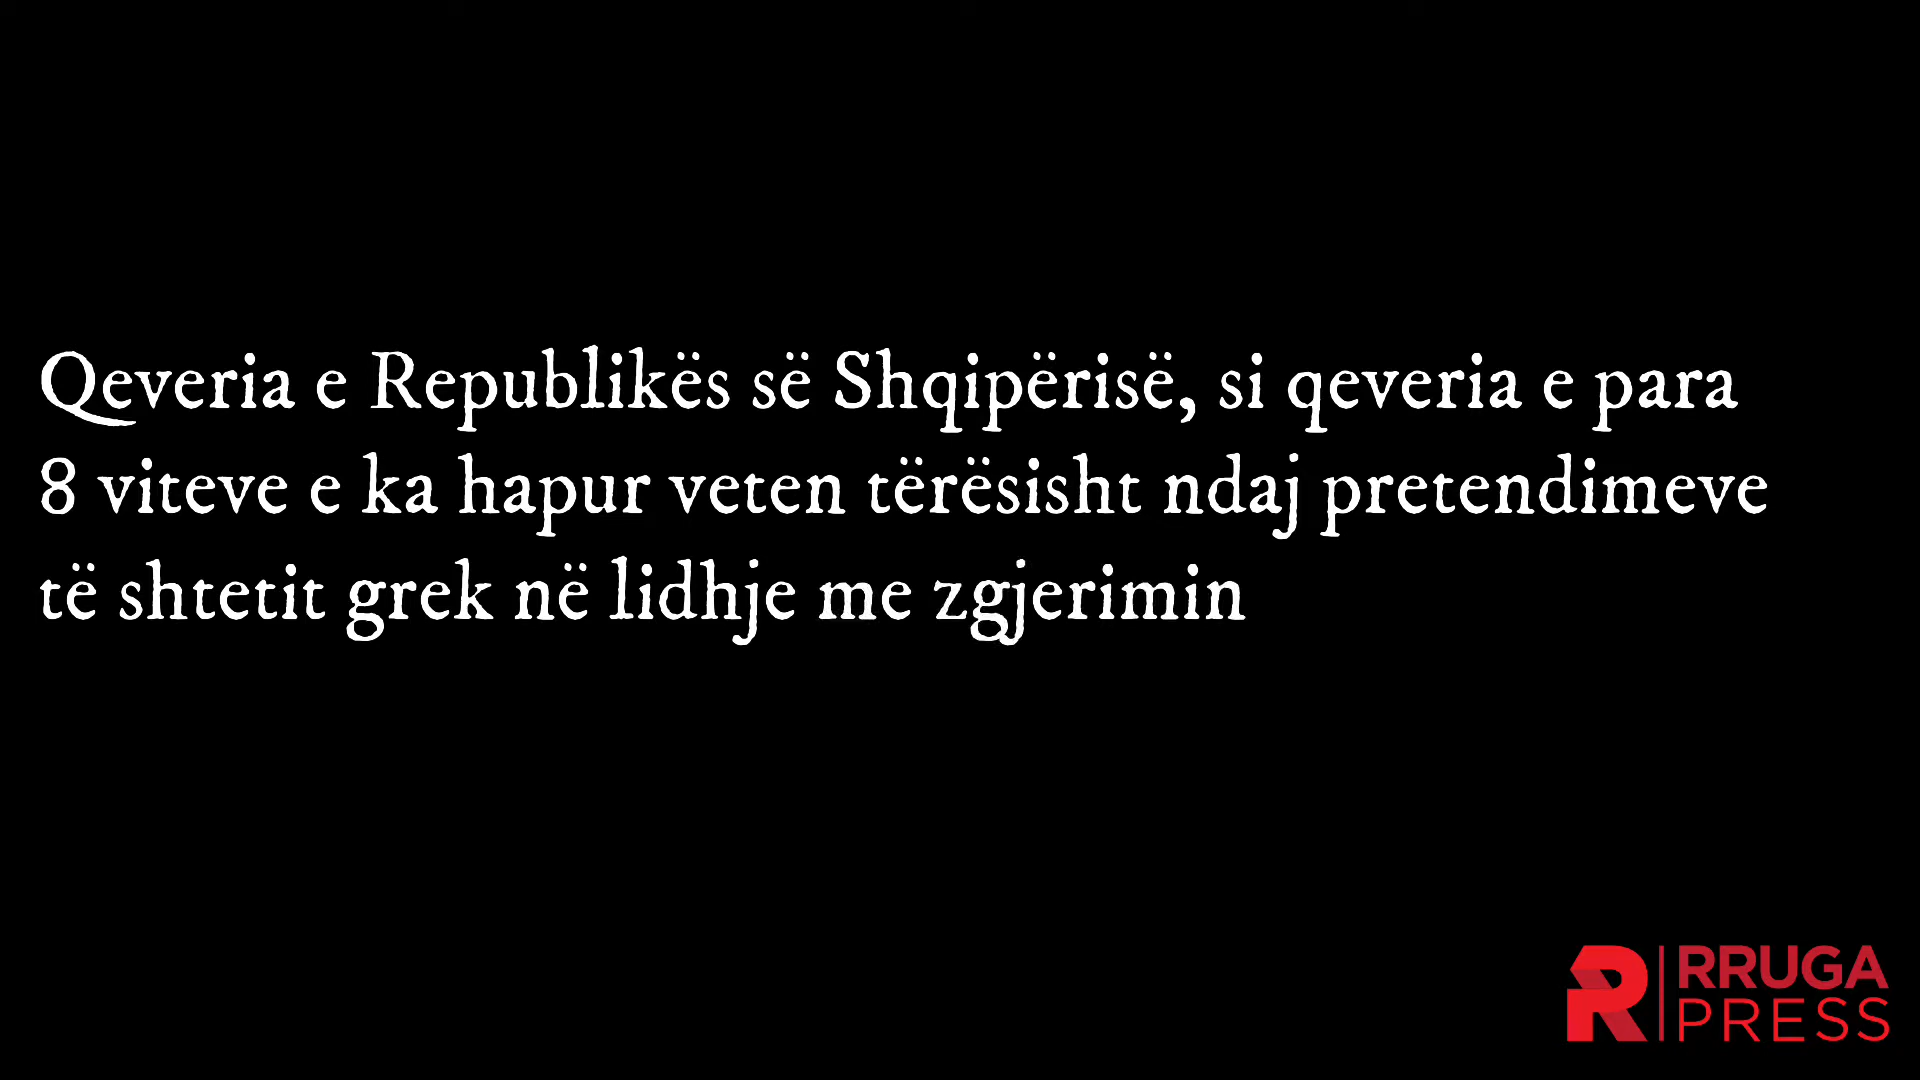 Qeveria e Republikës së Shqipërisë, si qeveria e para
8 viteve e ka hapur veten tërësisht ndaj pretendimeve
të shtetit grek në lidhje me zgjerimin
RRUGA
PRESS